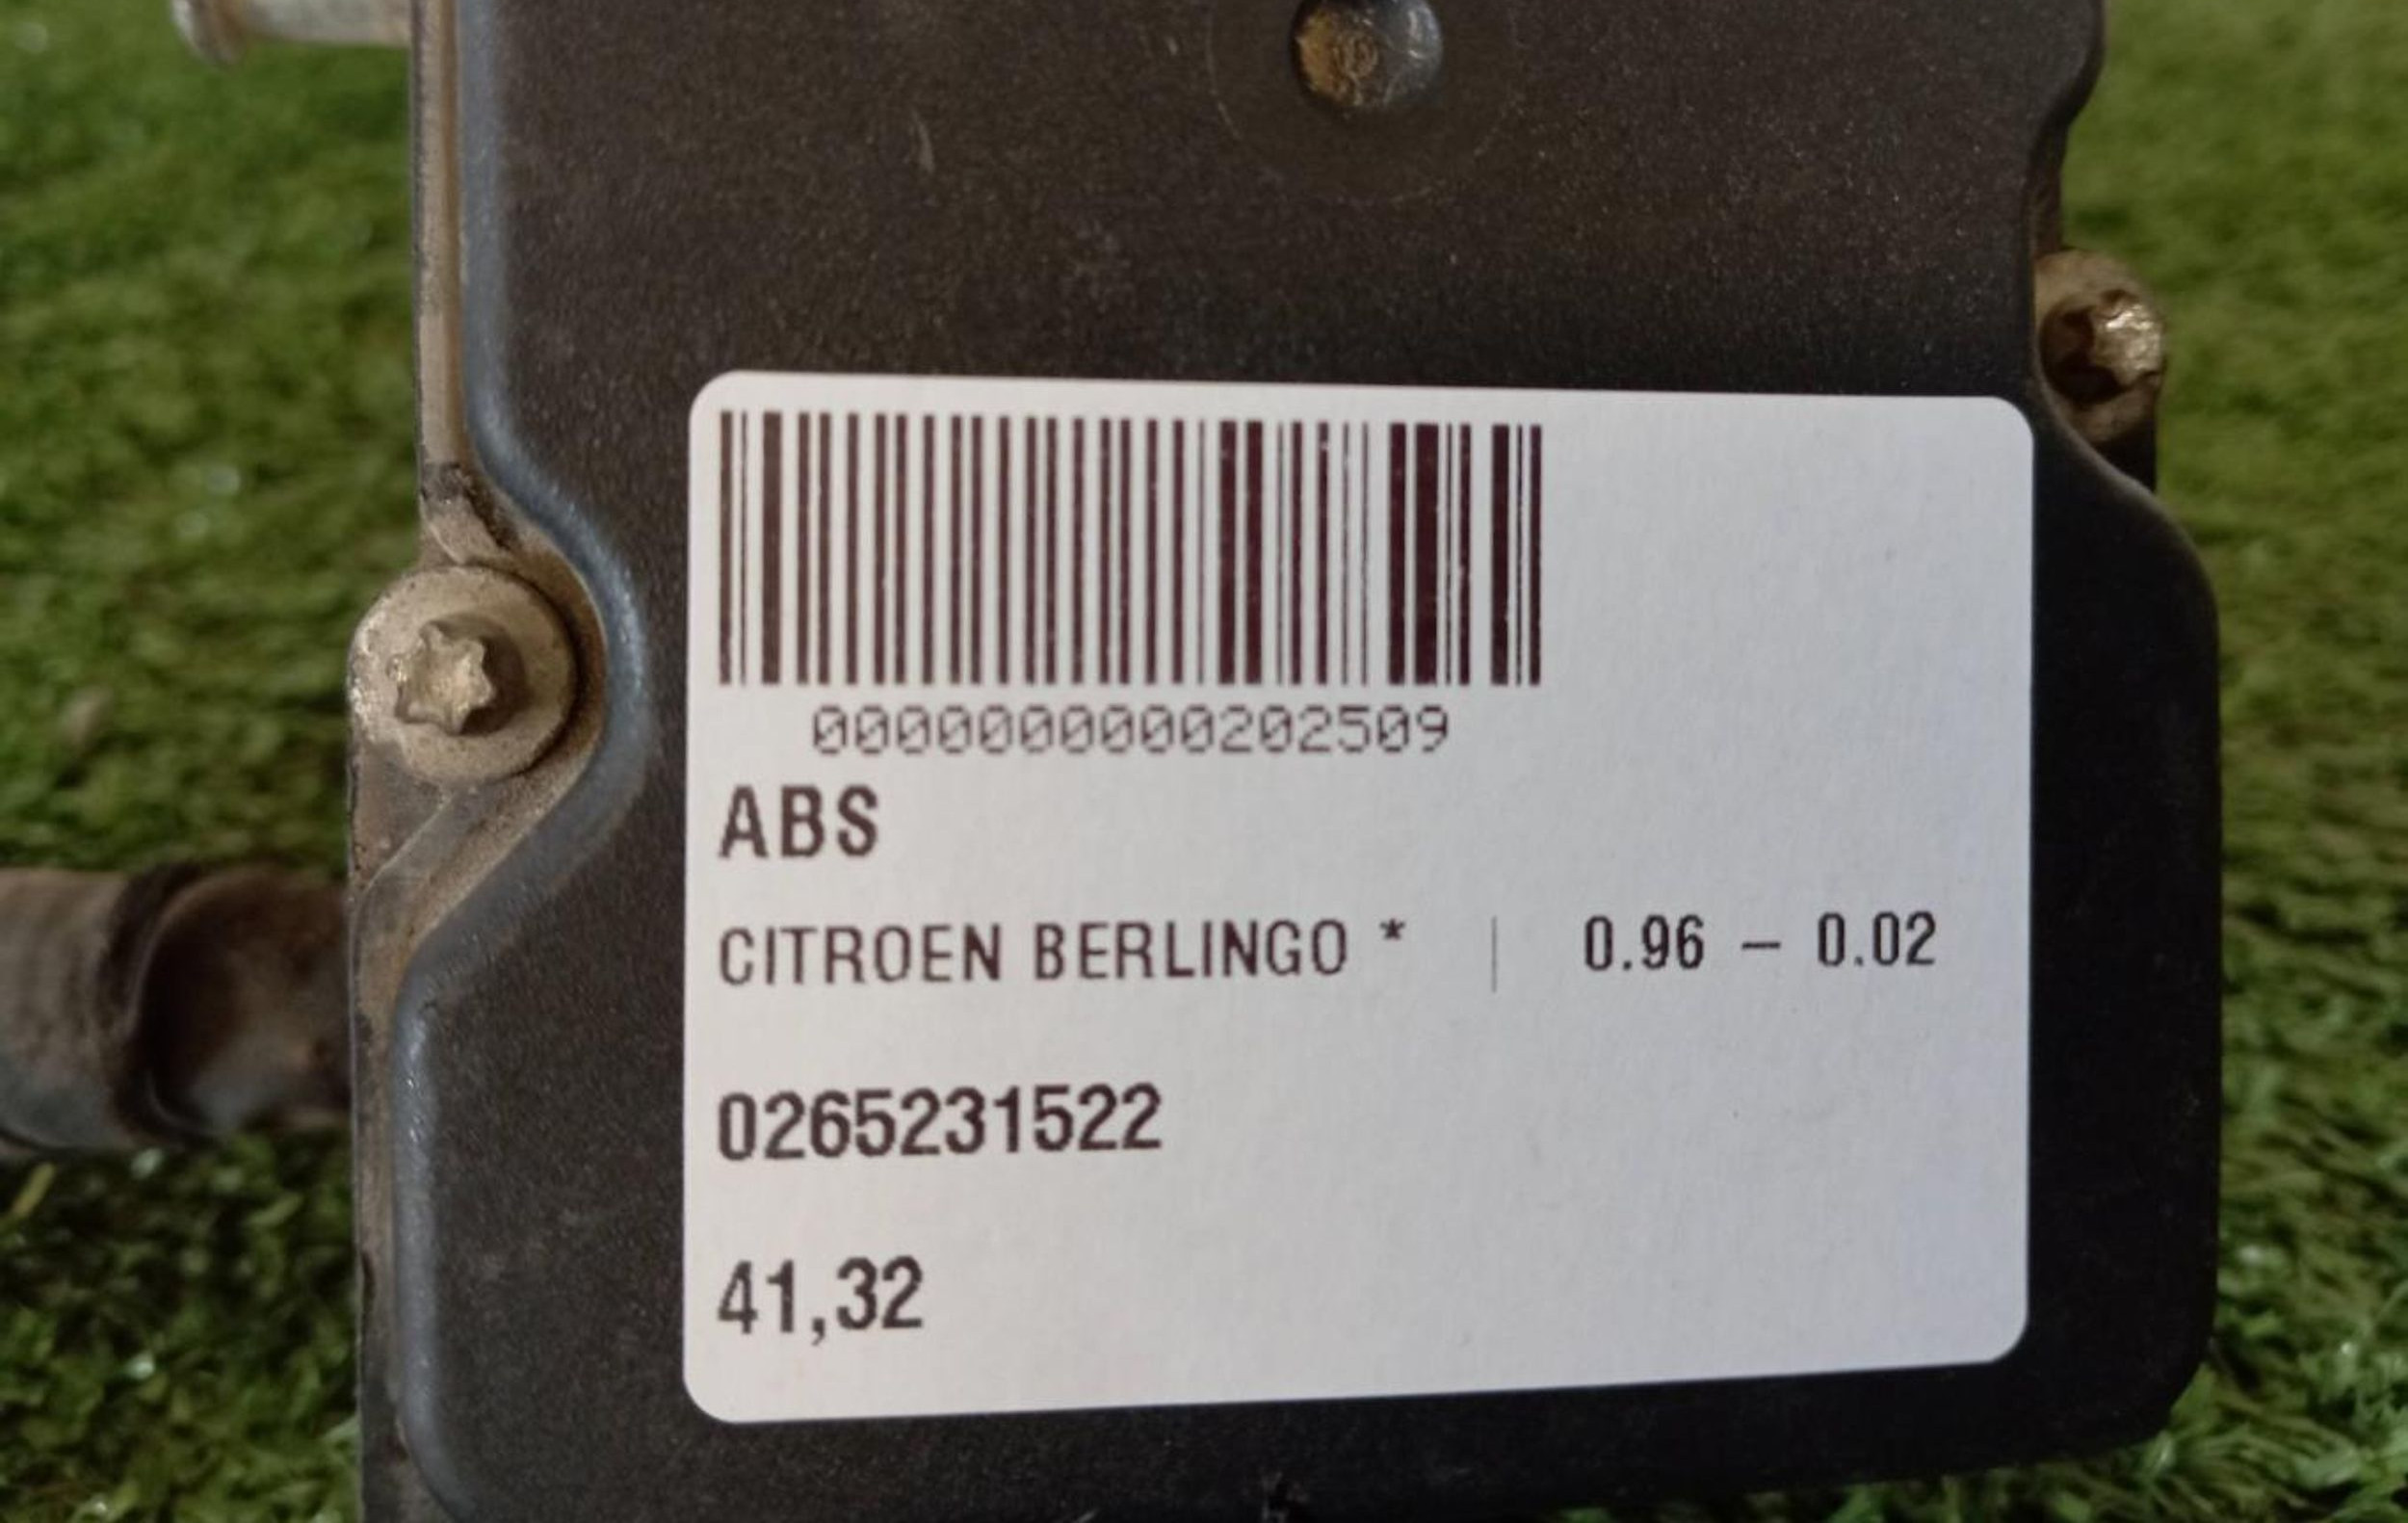 0000000000202509
ABS
CITROEN BERLINGO * | 0.96 – 0.02
0265231522
41,32